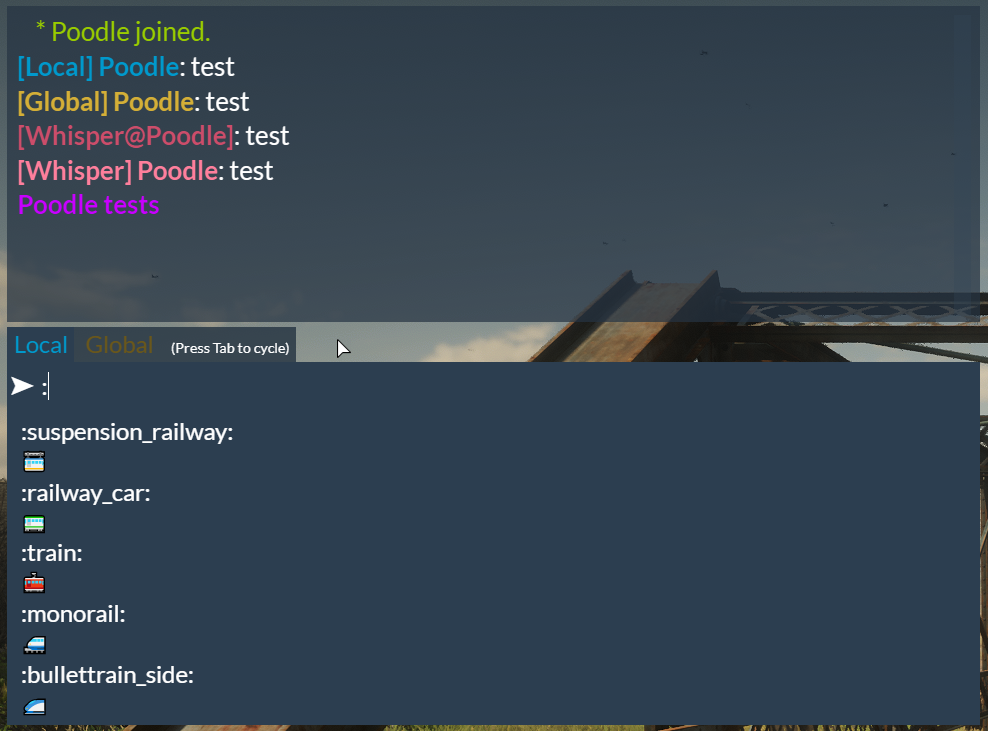 * Poodle joined.
[Local] Poodle: test
[Global] Poodle: test
[Whisper@Poodle]: test
[Whisper] Poodle: test
Poodle tests
Local Global (Press Tab to cycle)
:
:suspension_railway:
:railway_car:
:train:
:monorail:
:bullettrain_side: